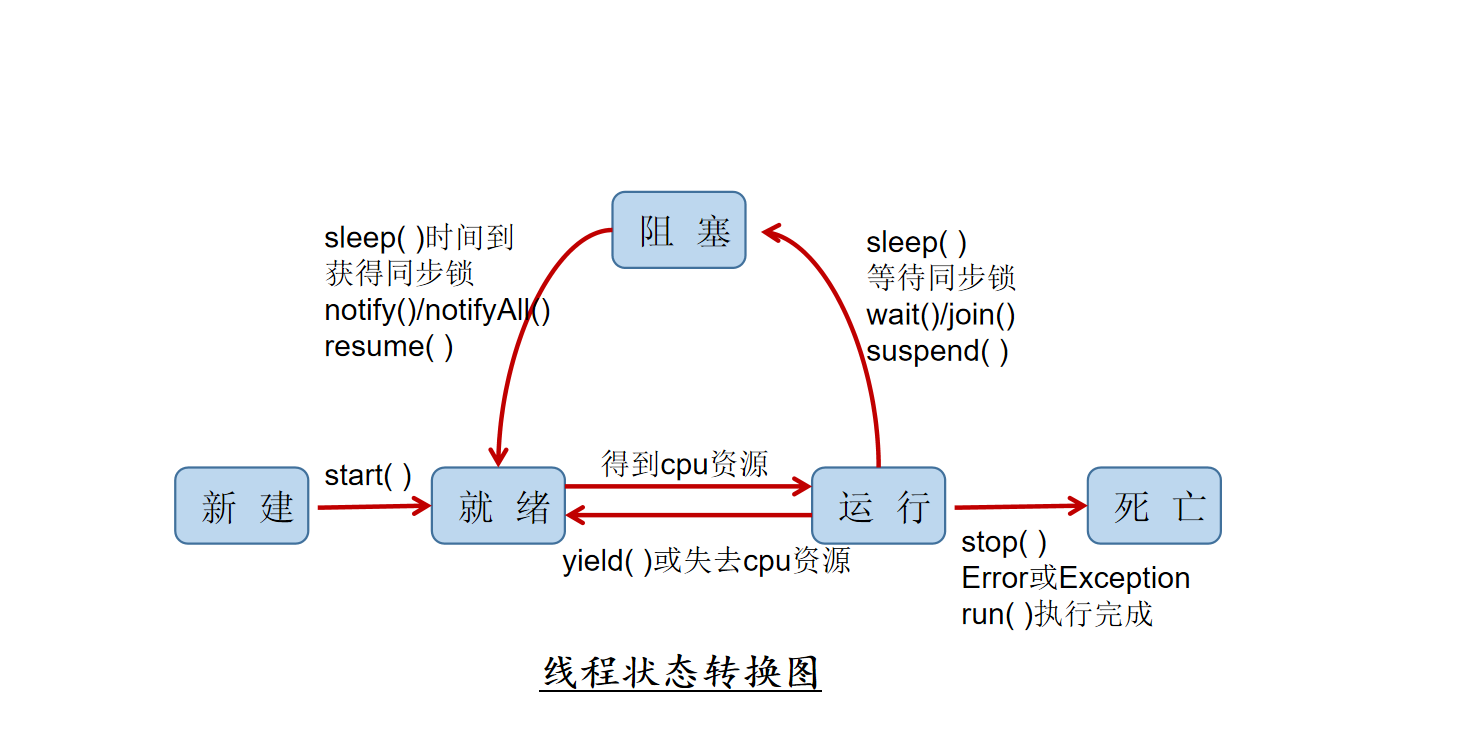 阻 塞
sleep( )时间到
获得同步锁
notify()/notifyAll()
resume( )
sleep( )
等待同步锁
wait()/join()
suspend( )
新 建
start( )
就 绪
得到cpu资源
yield( )或失去cpu资源
运 行
stop( )
Error或Exception
run( )执行完成
死 亡
线程状态转换图